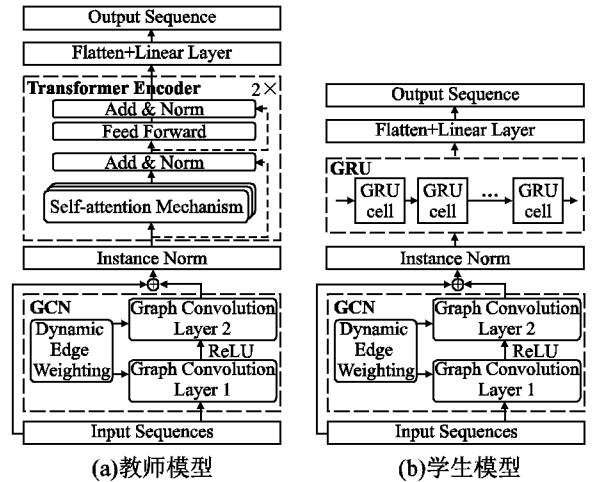 Output Sequence
Flatten+Linear Layer
Transformer Encoder
2×
Add & Norm
Feed Forward
Add & Norm
Self-attention Mechanism
Instance Norm
GCN
Dynamic
Edge
Weighting
Graph Convolution
Layer 2
ReLU
Graph Convolution
Layer 1
Input Sequences
(a)教师模型
Output Sequence
Flatten+Linear Layer
GRU
GRU
cell
GRU
cell
...
GRU
cell
Instance Norm
GCN
Dynamic
Edge
Weighting
Graph Convolution
Layer 2
ReLU
Graph Convolution
Layer 1
Input Sequences
(b)学生模型